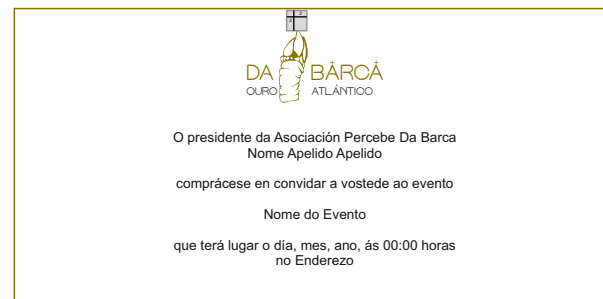 DA BARCA
OURO ATLÁNTICO
O presidente da Asociación Percebe Da Barca
Nome Apelido Apelido
comprácese en convidar a vostede ao evento
Nome do Evento
que terá lugar o día, mes, ano, ás 00:00 horas
no Enderezo